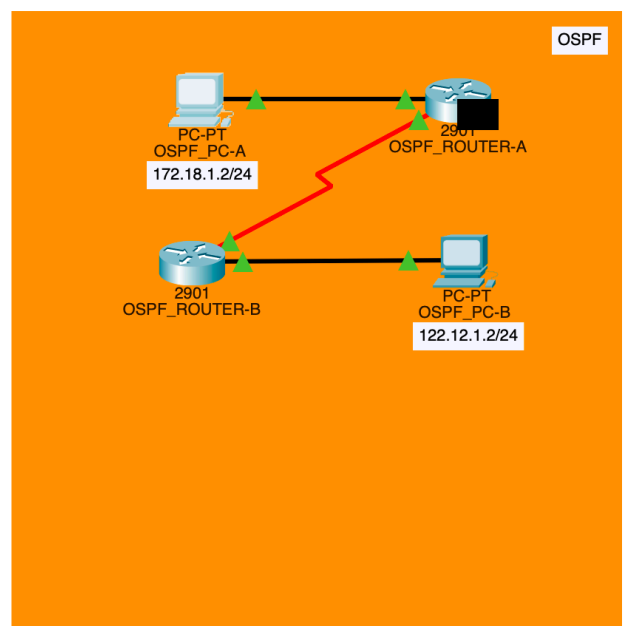 OSPF
PC-PT
OSPF_PC-A
172.18.1.2/24
2901
OSPF_ROUTER-A
2901
OSPF_ROUTER-B
PC-PT
OSPF_PC-B
122.12.1.2/24